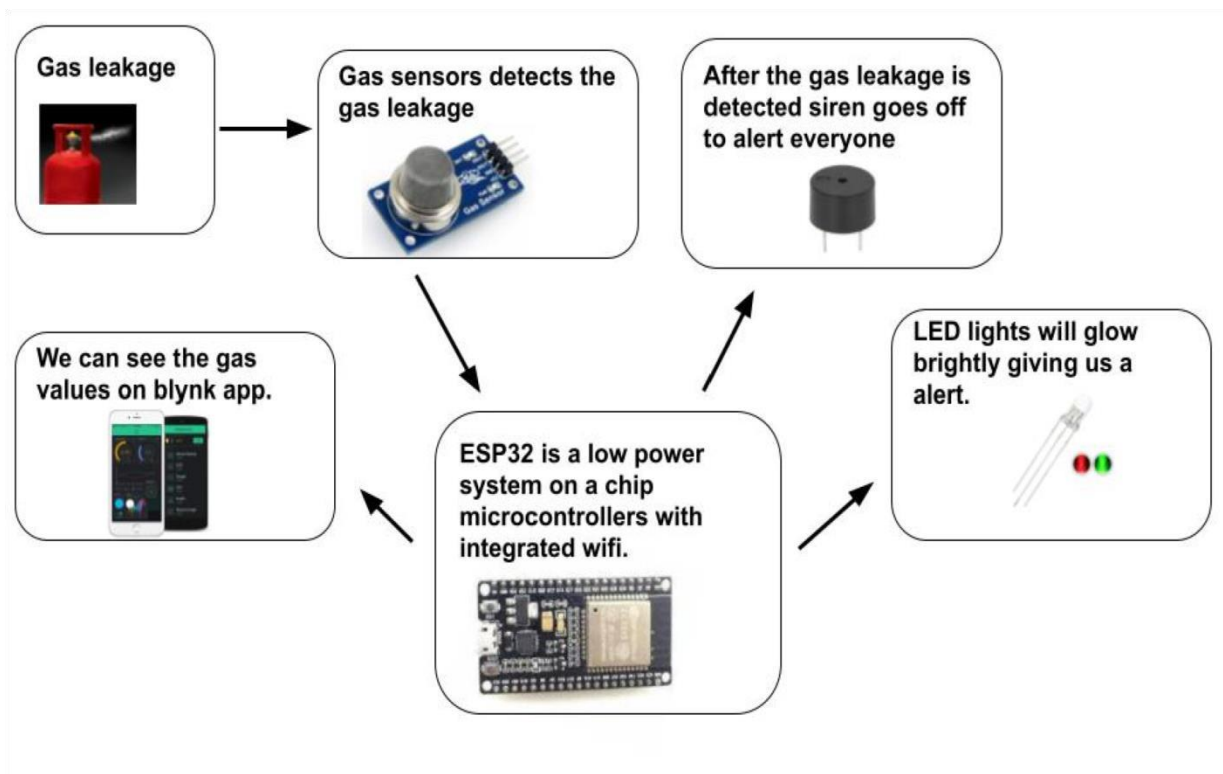 Gas leakage
Gas sensors detects the
gas leakage
Gas Sensor
After the gas leakage is
detected siren goes off
to alert everyone
We can see the gas
values on blynk app.
ESP32 is a low power
system on a chip
microcontrollers with
integrated wifi.
LED lights will glow
brightly giving us a
alert.